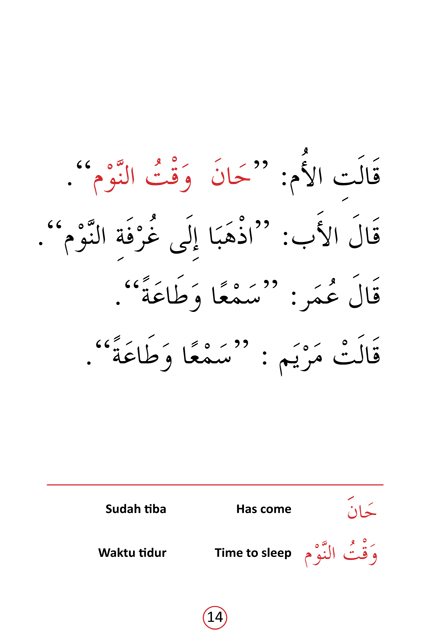 قَالَتِ الأُم: ”حَانَ وَقْتُ النَّوْم“.
قَالَ الأَب: ”اذْهَبَا إِلَى غُرْفَةِ النَّوْم“.
قَالَ عُمَر: ”سَمْعًا وَطَاعَةً“.
قَالَتْ مَرْيَم : ”سَمْعًا وَطَاعَةً“.
حَانَ Has come Sudah tiba
وَقْتُ النَّوْم Time to sleep Waktu tidur
14